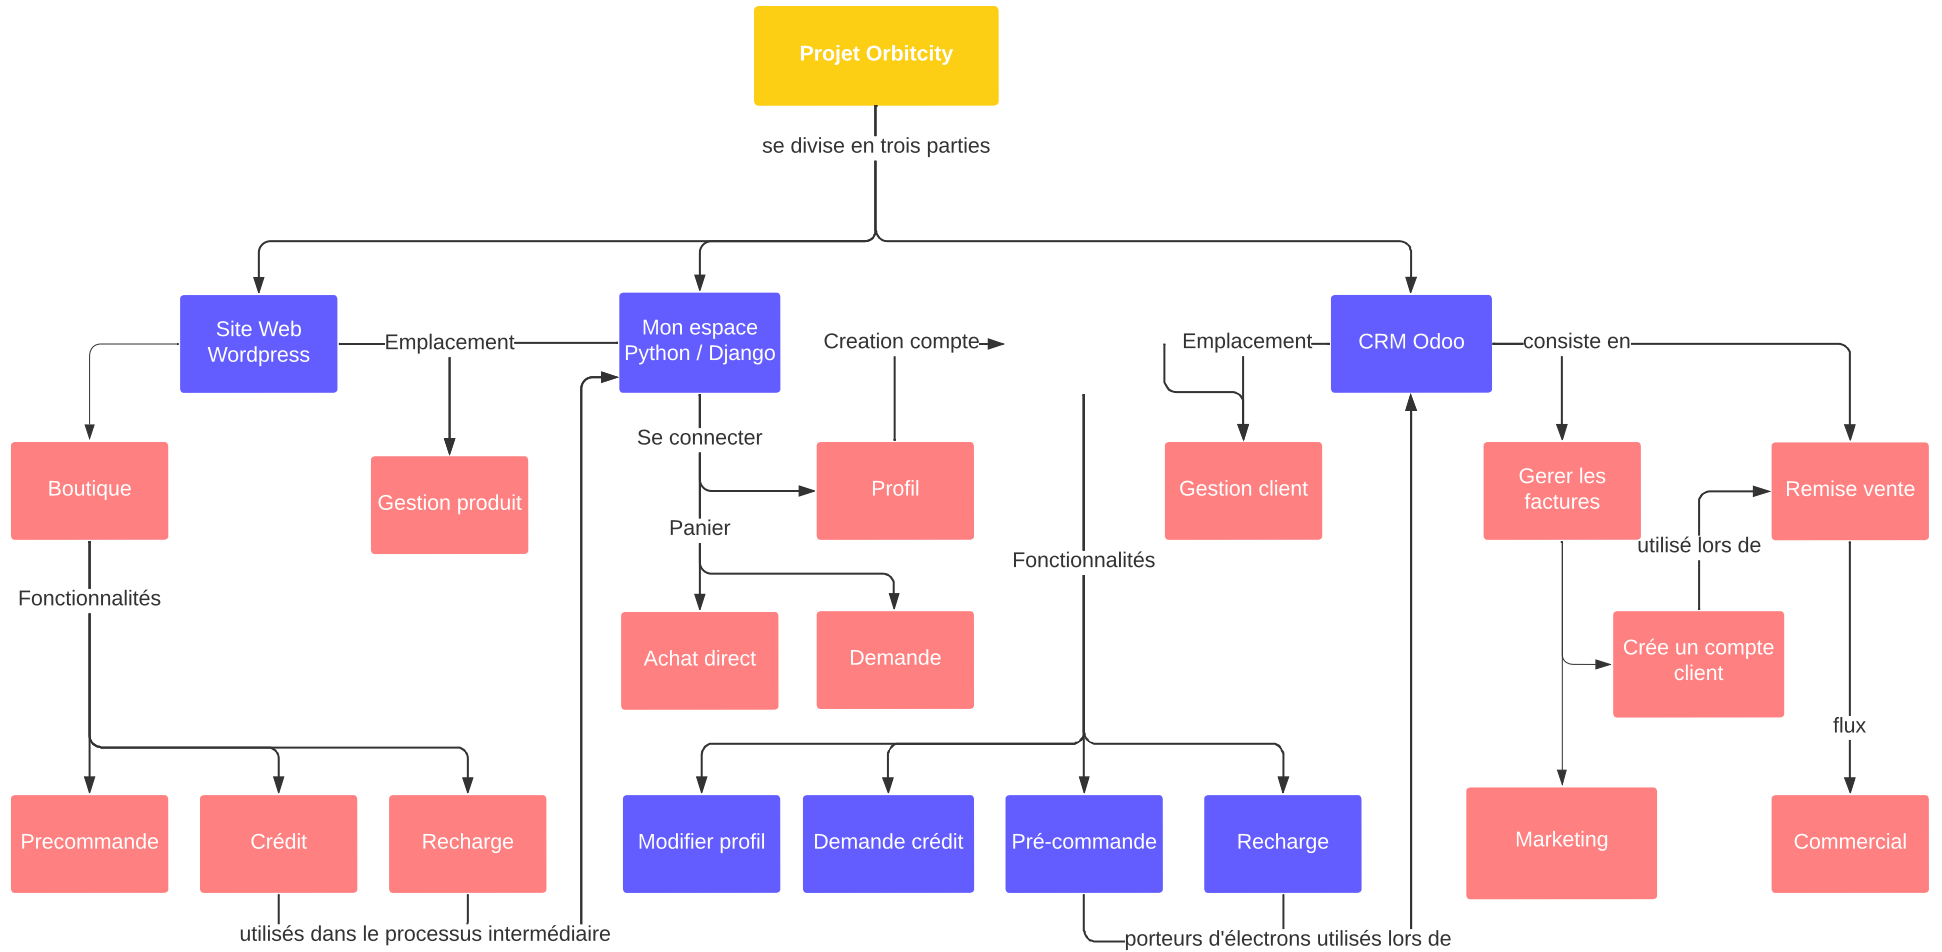 Projet Orbitcity
se divise en trois parties
Site Web
Wordpress
Emplacement
Mon espace
Python / Django
Creation compte
Emplacement
CRM Odoo
consiste en
Boutique
Gestion produit
Se connecter
Profil
Gestion client
Gerer les
factures
Remise vente
Panier
utilisé lors de
Fonctionnalités
Fonctionnalités
Achat direct
Demande
Crée un compte
client
flux
Precommande
Crédit
Recharge
Modifier profil
Demande crédit
Pré-commande
Recharge
Marketing
Commercial
utilisés dans le processus intermédiaire
porteurs d'électrons utilisés lors de